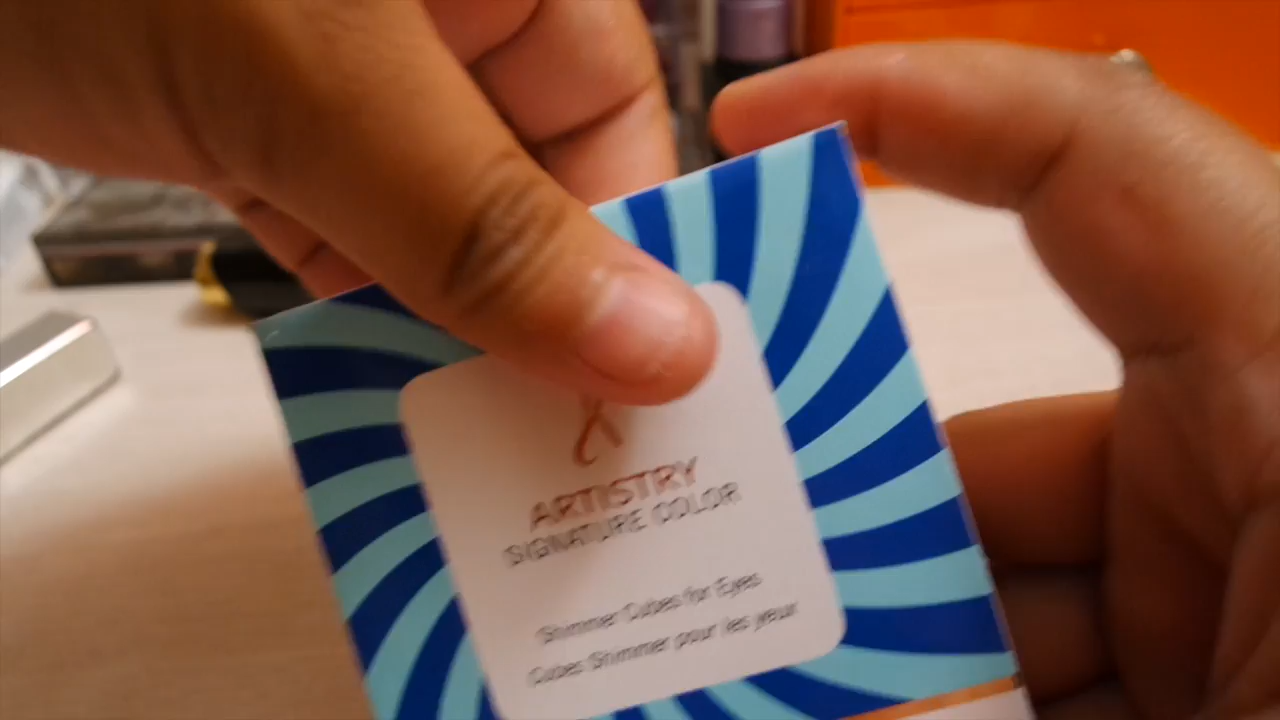 ARTISTRY
SIGNATURE COLOR
Shimmer Cubes for Eyes
Cubes Shimmer pour les yeux